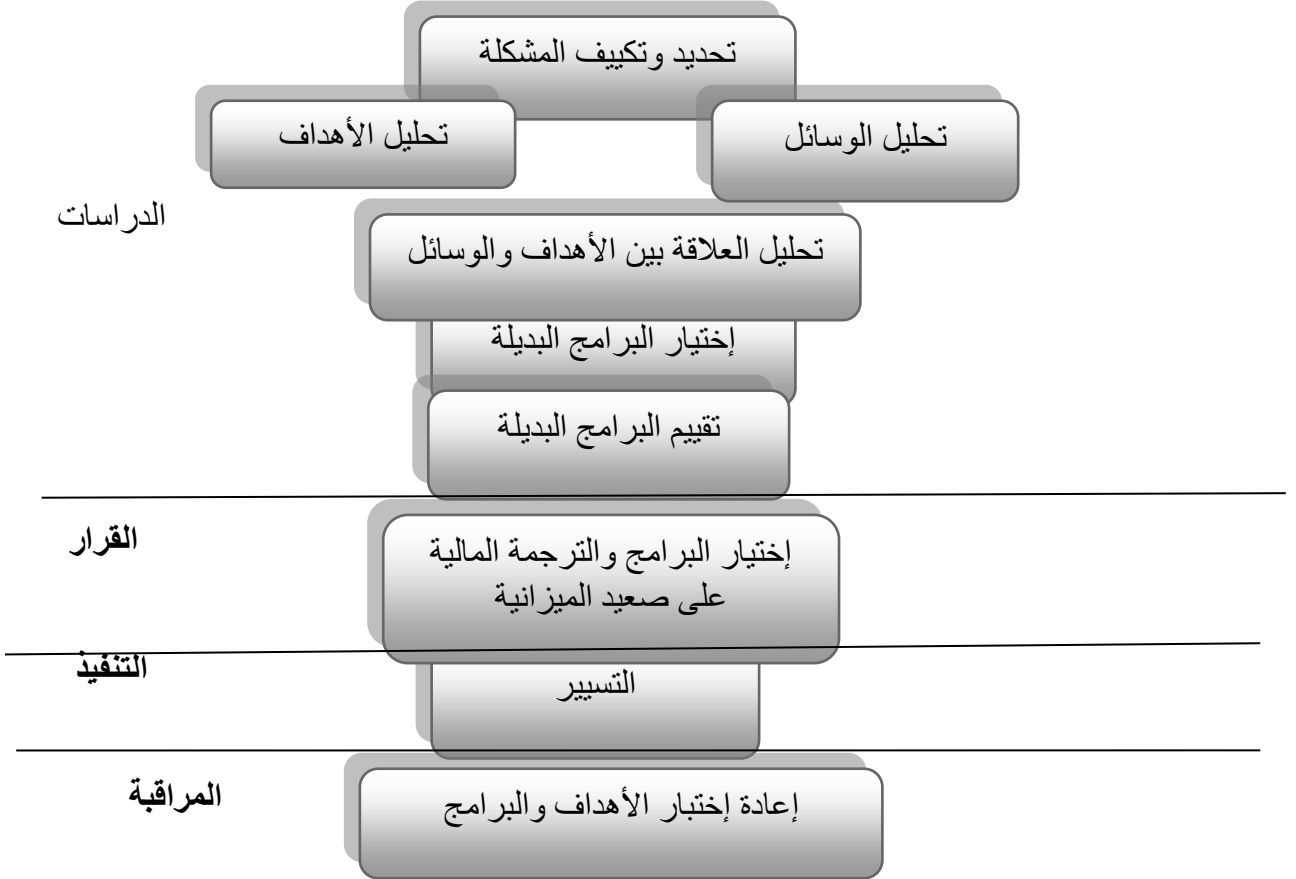 تحديد وتكييف المشكلة
تحليل الوسائل
تحليل الأهداف
الدراسات
تحليل العلاقة بين الأهداف والوسائل
إختيار البرامج البديلة
تقييم البرامج البديلة
القرار
إختيار البرامج والترجمة المالية
على صعيد الميزانية
التنفيذ
التسيير
المراقبة
إعادة إختبار الأهداف والبرامج